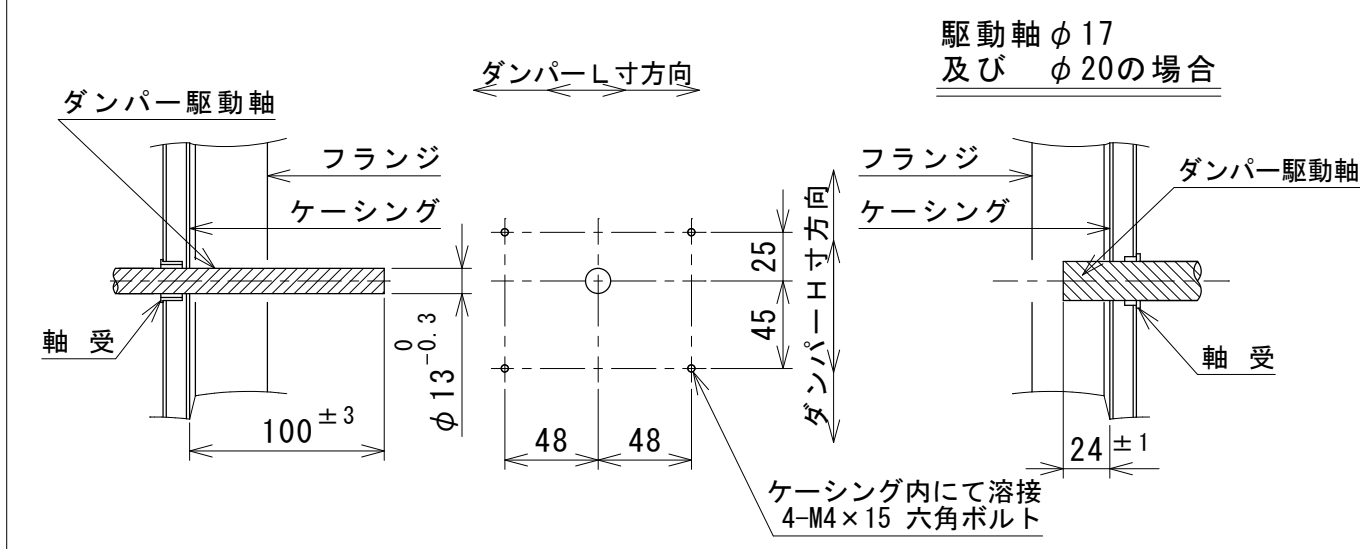 駆動軸φ17
及び φ20の場合
ダンパーL寸方向
ダンパー駆動軸
フランジ
ケーシング
軸 受
100±3
φ13 0 -0.3
48
48
25
45
ダンパーH寸方向
ケーシング内にて溶接
4-M4×15 六角ボルト
フランジ
ケーシング
ダンパー駆動軸
軸 受
24±1